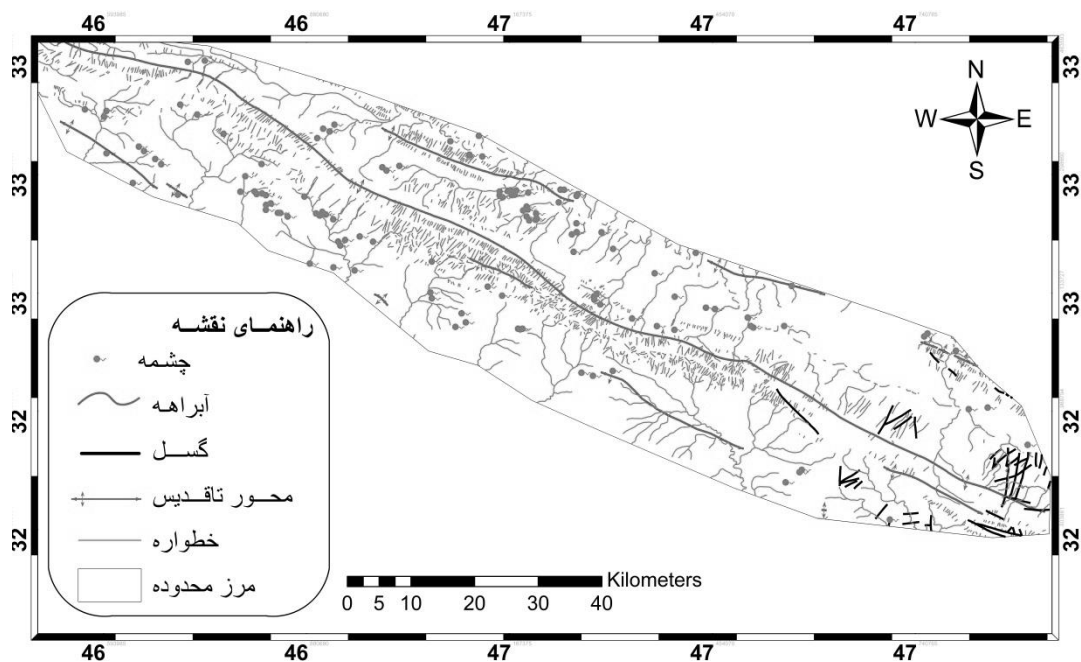 46 46 47 47 47
33
33
33
32
32
33
33
33
32
32
N
W E
S
راهنمای نقشه
چشمه
آبراهه
گسل
محور تاقدیس
خطواره
مرز محدوده
Kilometers
0 5 10 20 30 40
46 46 47 47 47